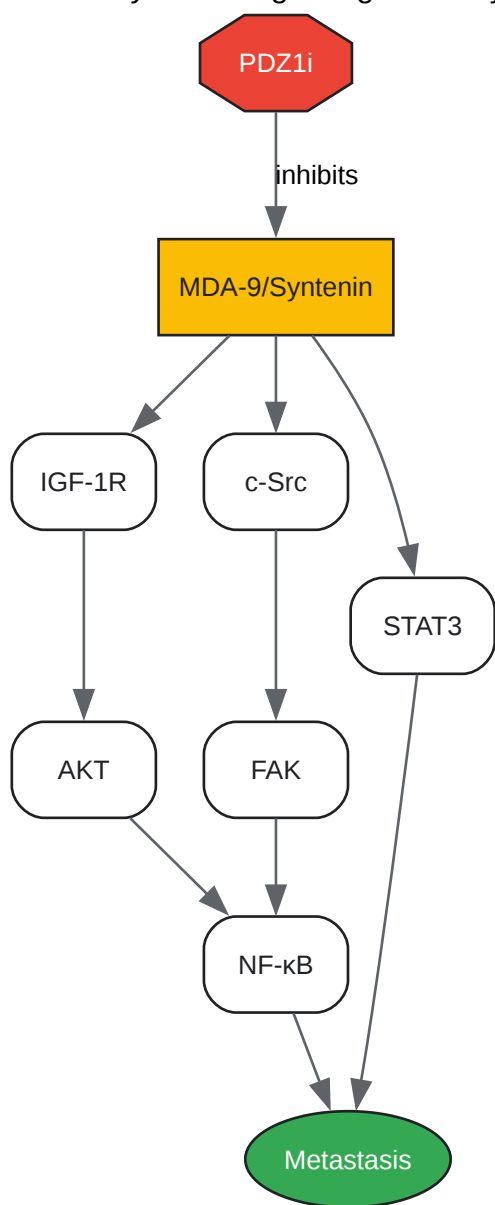 PDZ1i
inhibits
MDA-9/Syntenin
IGF-1R
c-Src
STAT3
AKT
FAK
NF-κB
Metastasis